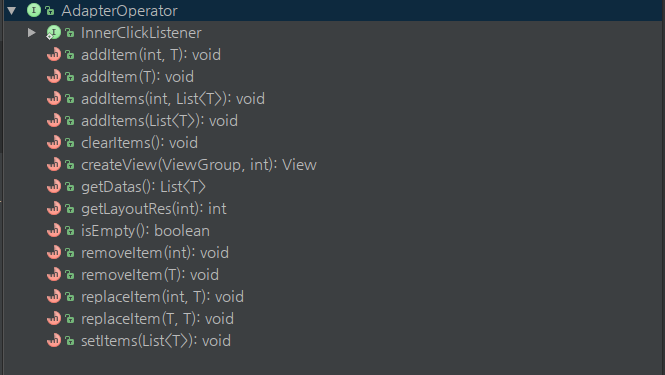 AdapterOperator
InnerClickListener
addItem(int, T): void
addItem(T): void
addItems(int, List<T>): void
addItems(List<T>): void
clearItems(): void
createView(ViewGroup, int): View
getDatas(): List<T>
getLayoutRes(int): int
isEmpty(): boolean
removeItem(int): void
removeItem(T): void
replaceItem(int, T): void
replaceItem(T, T): void
setItems(List<T>): void